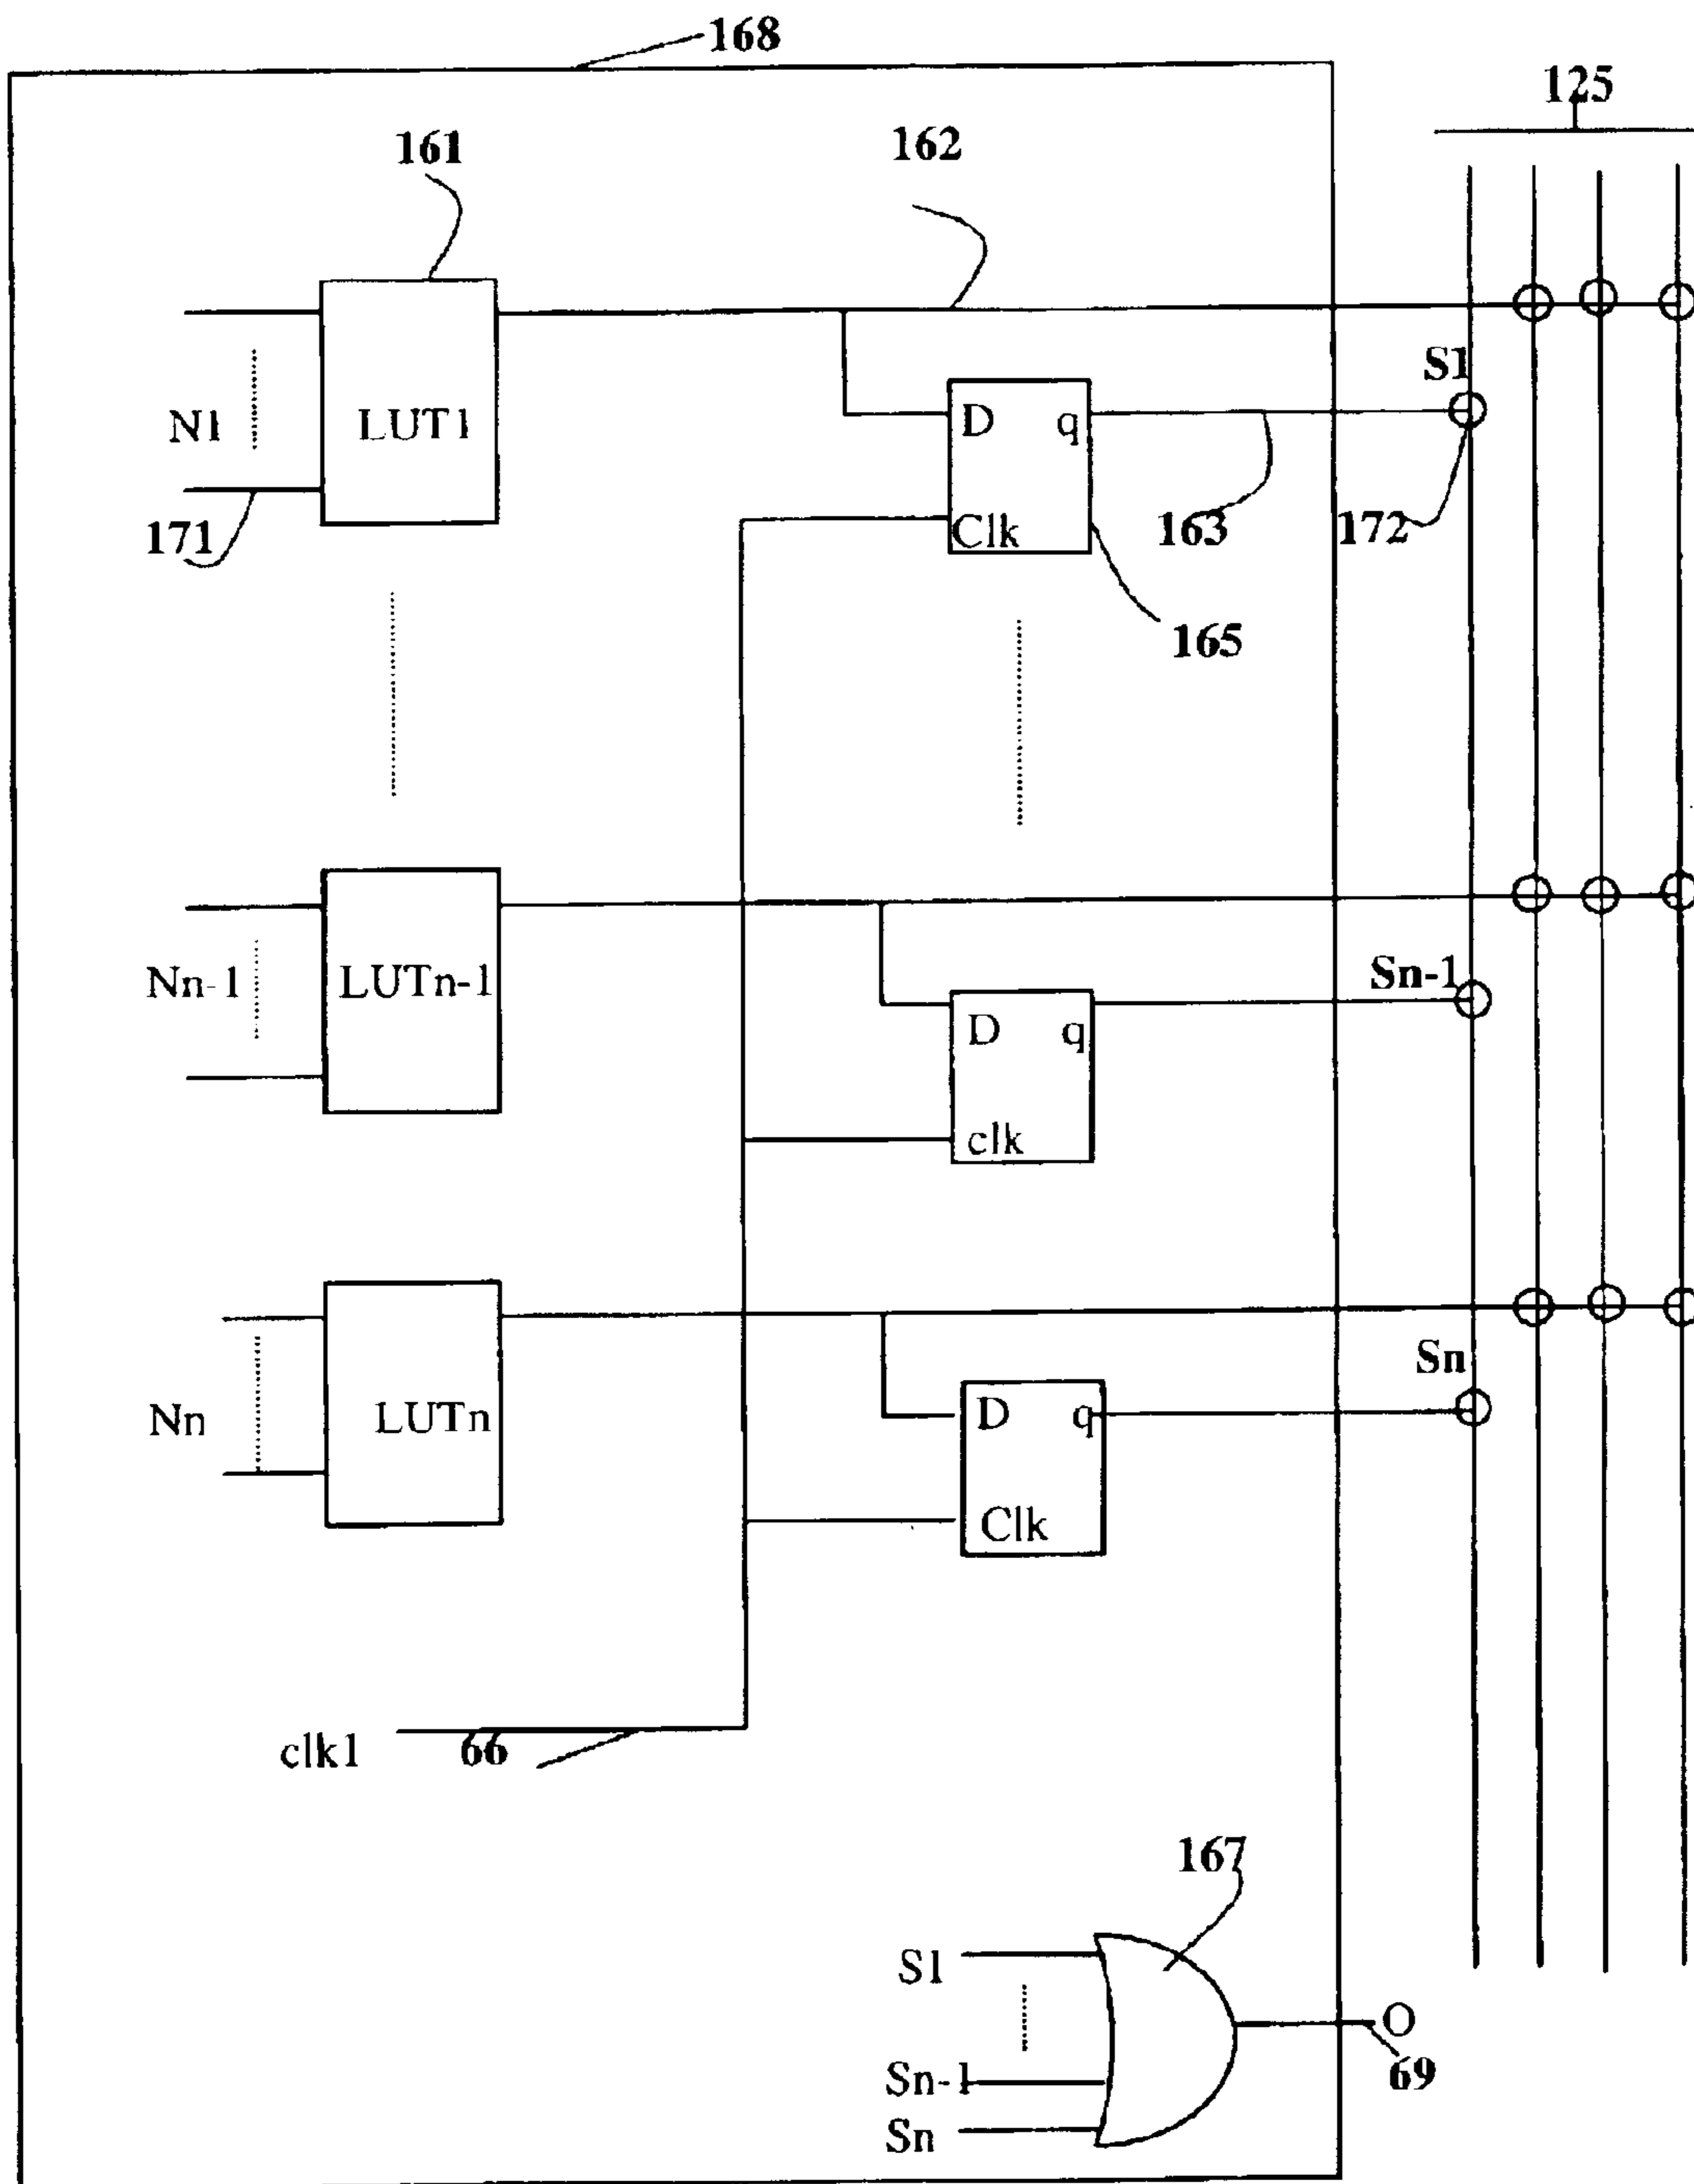 168
125
161
162
S1
N1
LUT1
D q
Clk
171
163
172
165
Sn-1
Nn-1
LUTn-1
D q
clk
Sn
Nn
LUTn
D q
Clk
clk1
66
167
S1
O
69
Sn-1
Sn